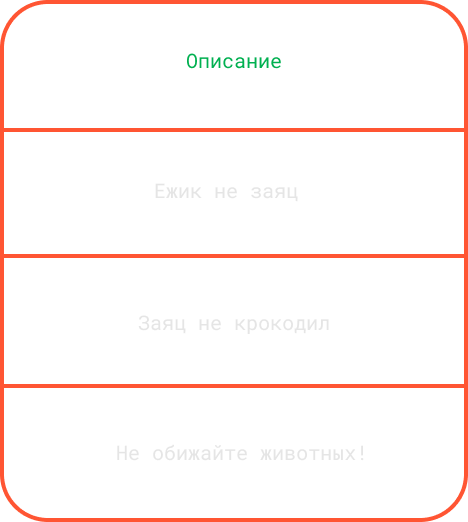 Описание
Ежик не заяц
Заяц не крокодил
Не обижайте животных!